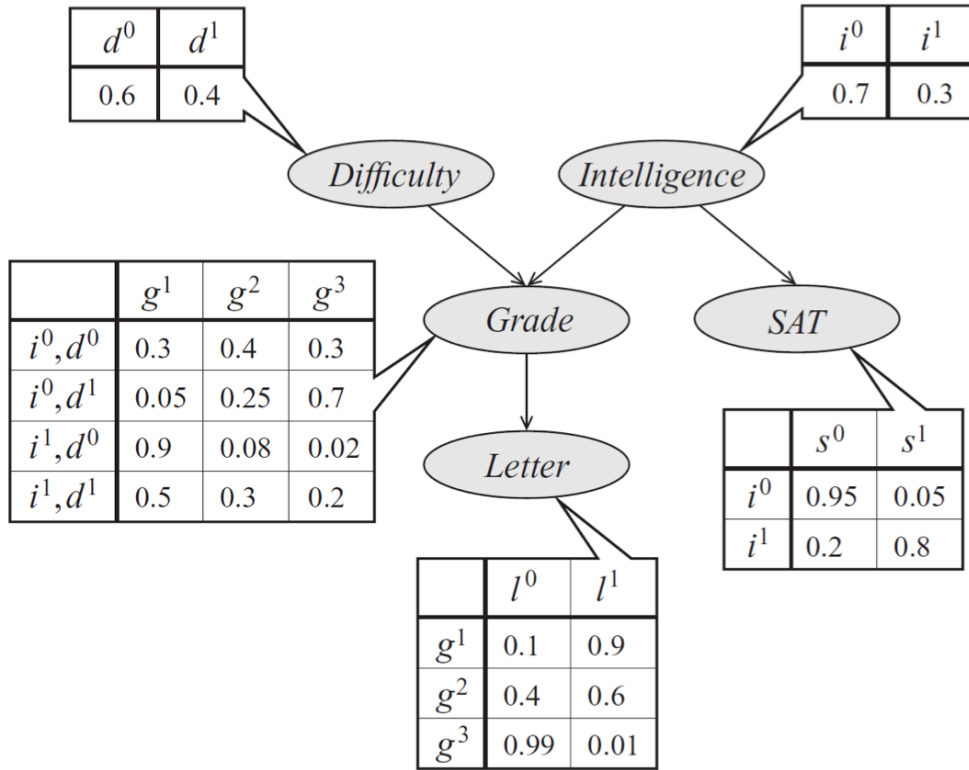 d⁰ d¹
0.6 0.4
i⁰ i¹
0.7 0.3
Difficulty
Intelligence
g¹ g² g³
i⁰,d⁰ 0.3 0.4 0.3
i⁰,d¹ 0.05 0.25 0.7
i¹,d⁰ 0.9 0.08 0.02
i¹,d¹ 0.5 0.3 0.2
Grade
SAT
Letter
s⁰ s¹
i⁰ 0.95 0.05
i¹ 0.2 0.8
l⁰ l¹
g¹ 0.1 0.9
g² 0.4 0.6
g³ 0.99 0.01